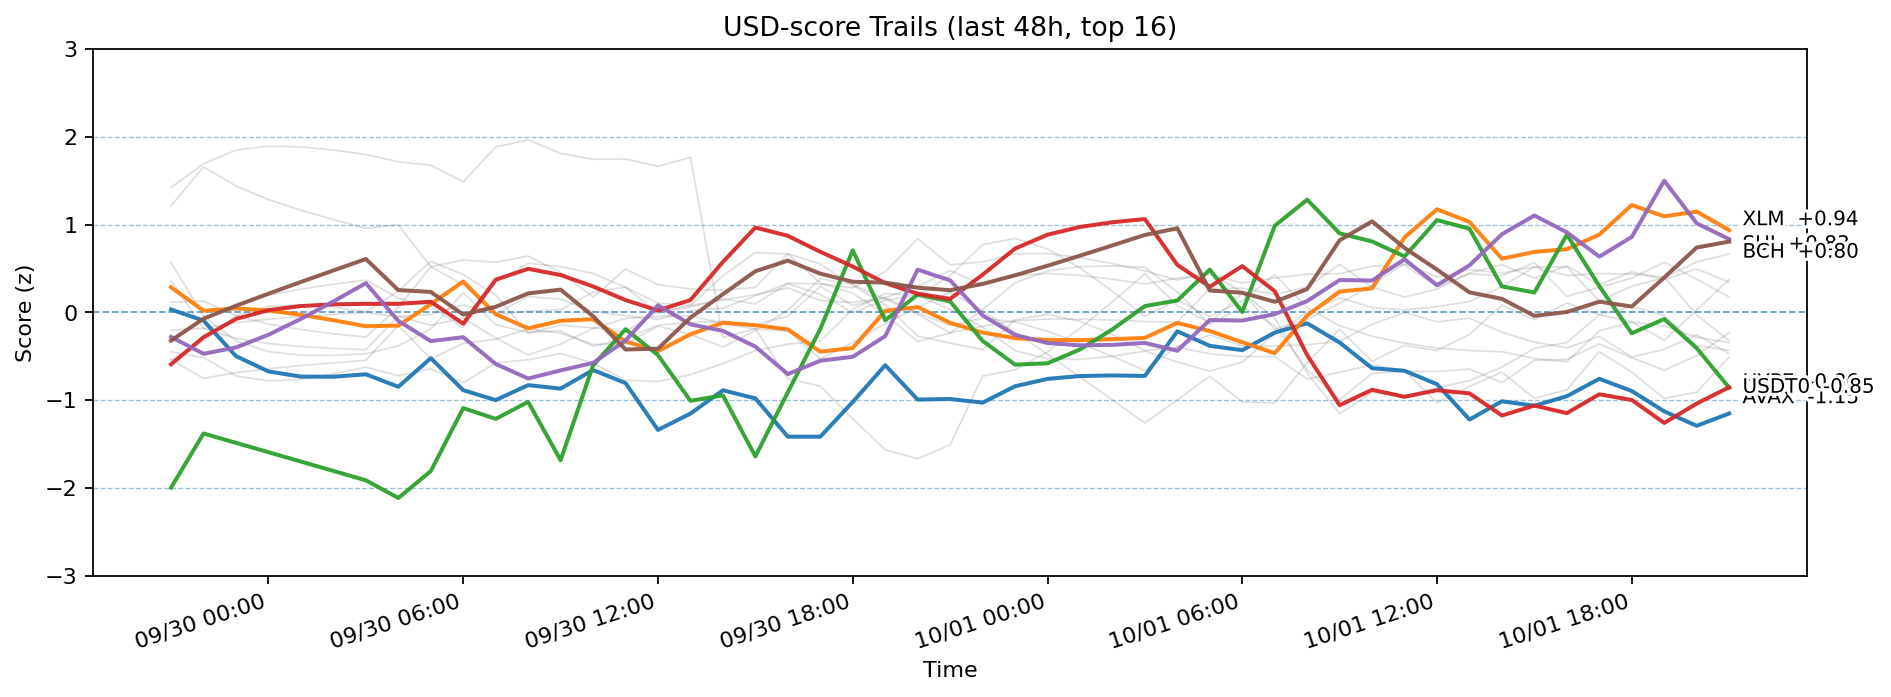 USD-score Trails (last 48h, top 16)
3
2
1
0
−1
−2
−3
Score (z)
XLM +0.94
BCH +0.80
USDT0 -0.85
AVAX -1.15
09/30 00:00
09/30 06:00
09/30 12:00
09/30 18:00
10/01 00:00
10/01 06:00
10/01 12:00
10/01 18:00
Time